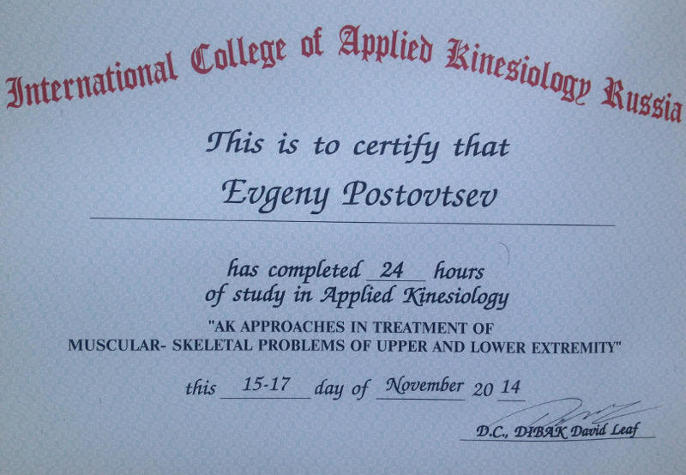 International College of Applied Kinesiology Russia
This is to certify that
Evgeny Postovtsev
has completed 24 hours
of study in Applied Kinesiology
"AK APPROACHES IN TREATMENT OF
MUSCULAR- SKELETAL PROBLEMS OF UPPER AND LOWER EXTREMITY"
this 15-17 day of November 20 14
D.C., DIBAK David Leaf